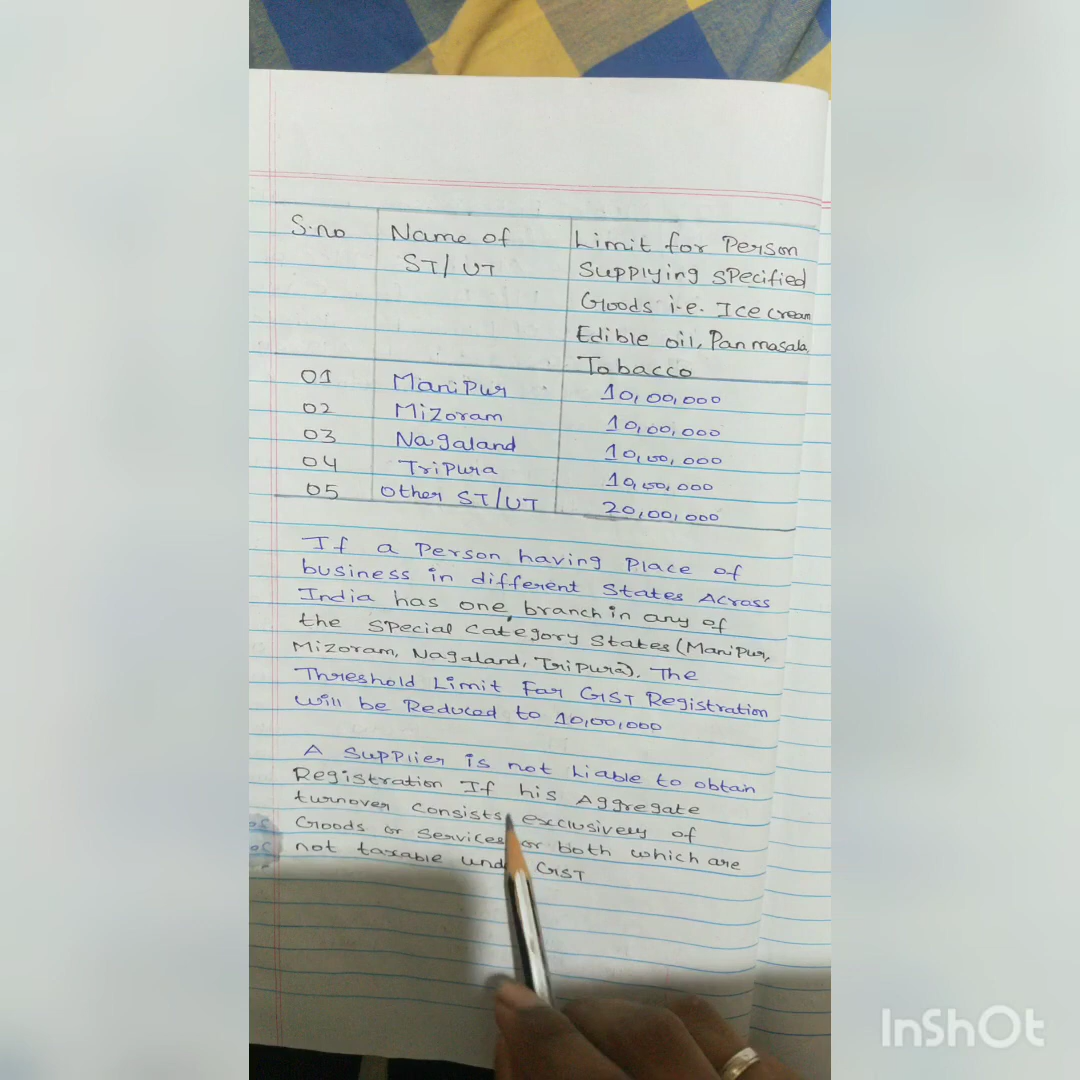 S.no Name of ST/UT Limit for Person
Supplying Specified
Goods i.e. Ice cream
Edible oil, Pan masala,
Tobacco
01 Manipur 10,00,000
02 Mizoram 10,00,000
03 Nagaland 10,00,000
04 Tripura 10,00,000
05 Other ST/UT 20,00,000
If a Person having Place of
business in different States Across
India has one branch in any of
the Special Category States (Manipur,
Mizoram, Nagaland, Tripura). The
Threshold Limit For GST Registration
will be Reduced to 10,00,000
A Supplier is not Liable to obtain
Registration If his Aggregate
turnover Consists exclusively of
Goods or Services or both which are
not taxable GST
InShOt